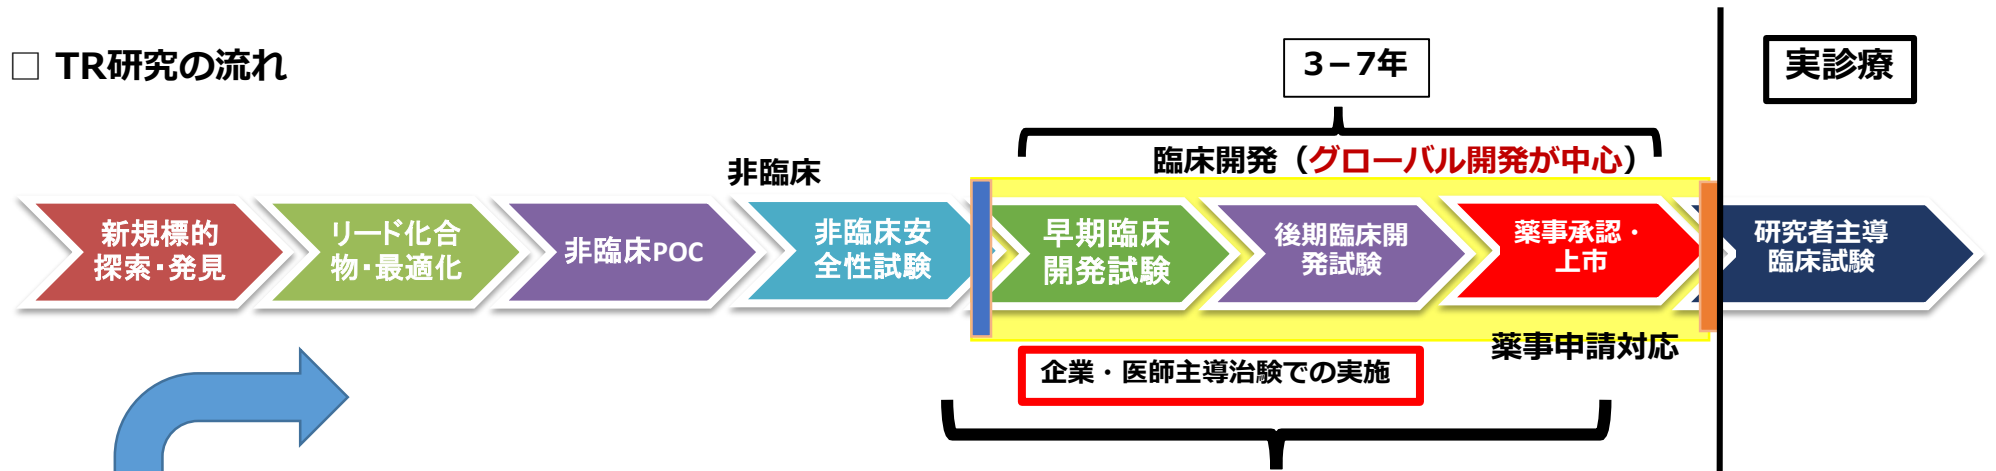 □ TR研究の流れ
3－7年
実診療
臨床開発（グローバル開発が中心）
非臨床
新規標的
探索・発見
リード化合
物・最適化
非臨床POC
非臨床安
全性試験
早期臨床
開発試験
後期臨床開
発試験
薬事承認・
上市
研究者主導
臨床試験
薬事申請対応
企業・医師主導治験での実施